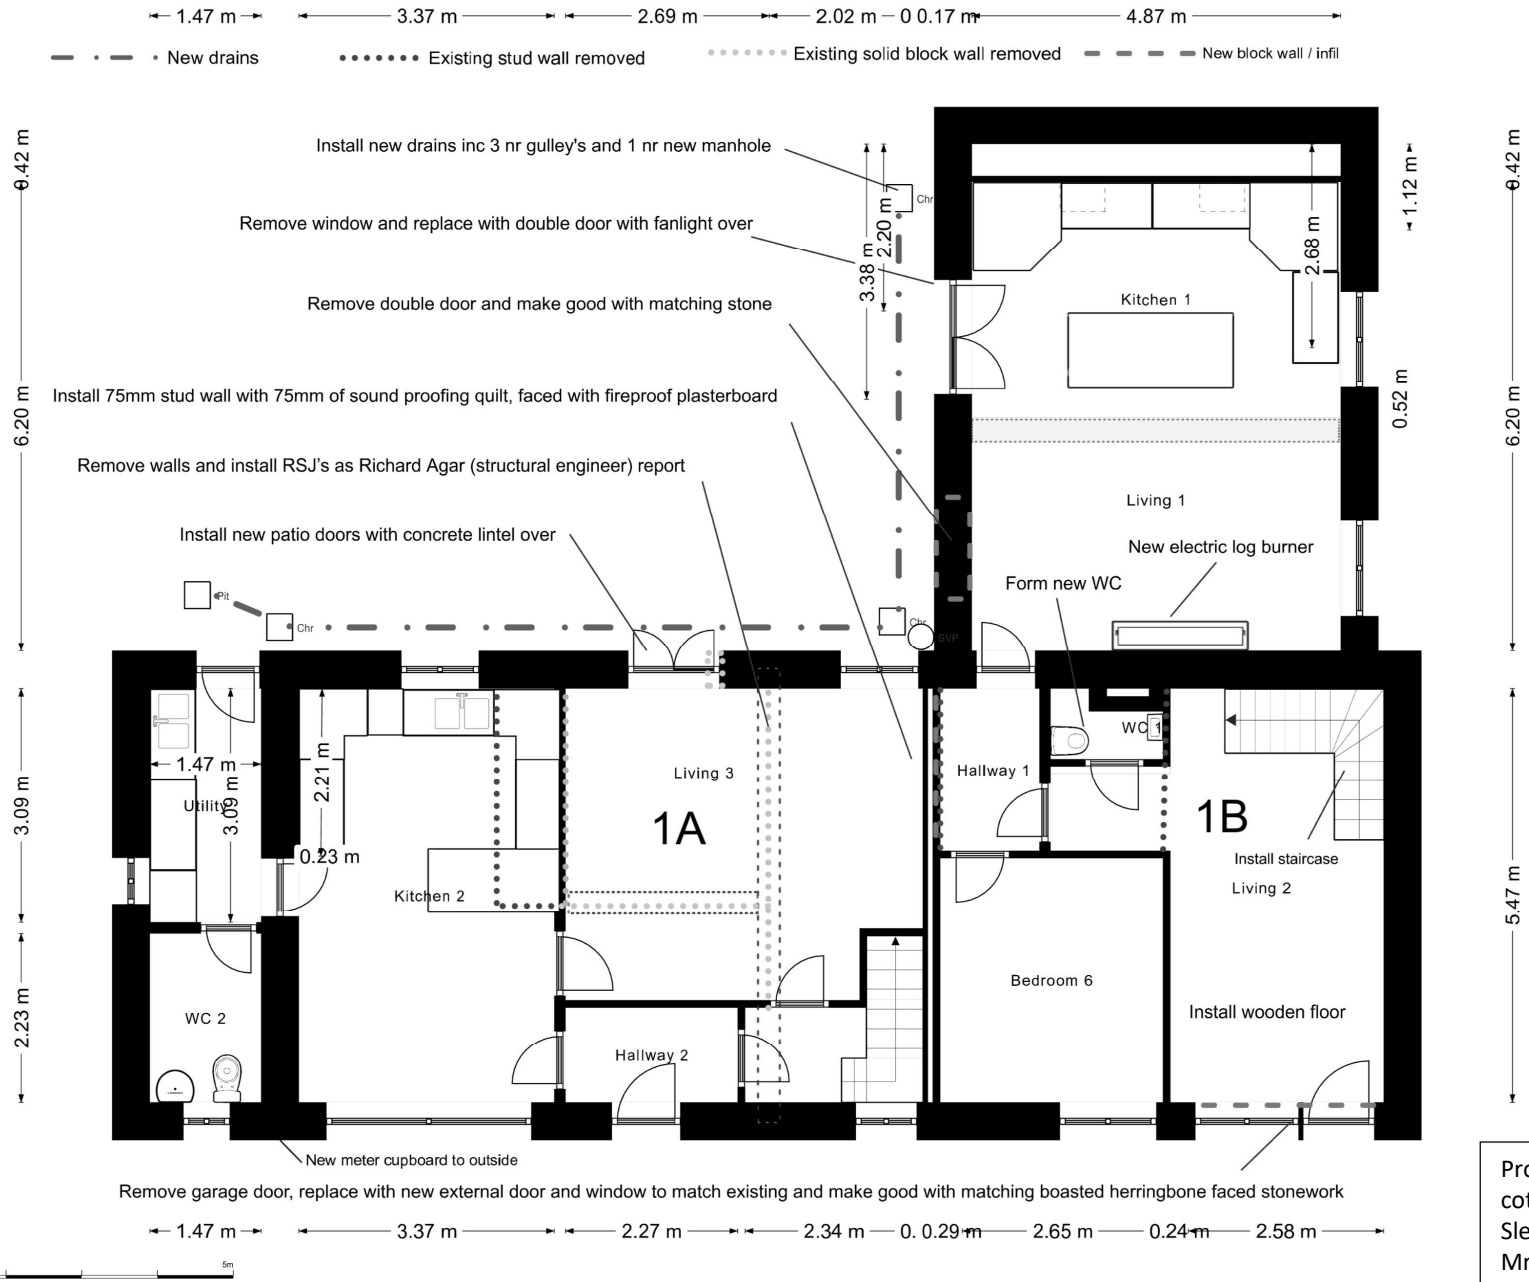 1.47 m 3.37 m 2.69 m 2.02 m 0 0.17 m 4.87 m
New drains Existing stud wall removed Existing solid block wall removed New block wall / infil
Install new drains inc 3 nr gulley's and 1 nr new manhole
0.42 m 1.12 m 0.42 m
Chr
Remove window and replace with double door with fanlight over
2.20 m
3.38 m
2.68 m
Remove double door and make good with matching stone
Kitchen 1
Install 75mm stud wall with 75mm of sound proofing quilt, faced with fireproof plasterboard
0.52 m
6.20 m 6.20 m
Remove walls and install RSJ's as Richard Agar (structural engineer) report
Living 1
Install new patio doors with concrete lintel over
New electric log burner
Form new WC
Pit
Chr
Chr
SVP
WC 1
1.47 m
2.21 m
Living 3
Hallway 1
3.09 m
Utility
3.09 m
1A
1B
0.23 m
Install staircase
Kitchen 2
Living 2
5.47 m
Bedroom 6
2.23 m
WC 2
Install wooden floor
Hallway 2
New meter cupboard to outside
Remove garage door, replace with new external door and window to match existing and make good with matching boasted herringbone faced stonework
1.47 m 3.37 m 2.27 m 2.34 m 0. 0.29 m 2.65 m 0.24 m 2.58 m
5m
Pro
cot
Sle
Mr